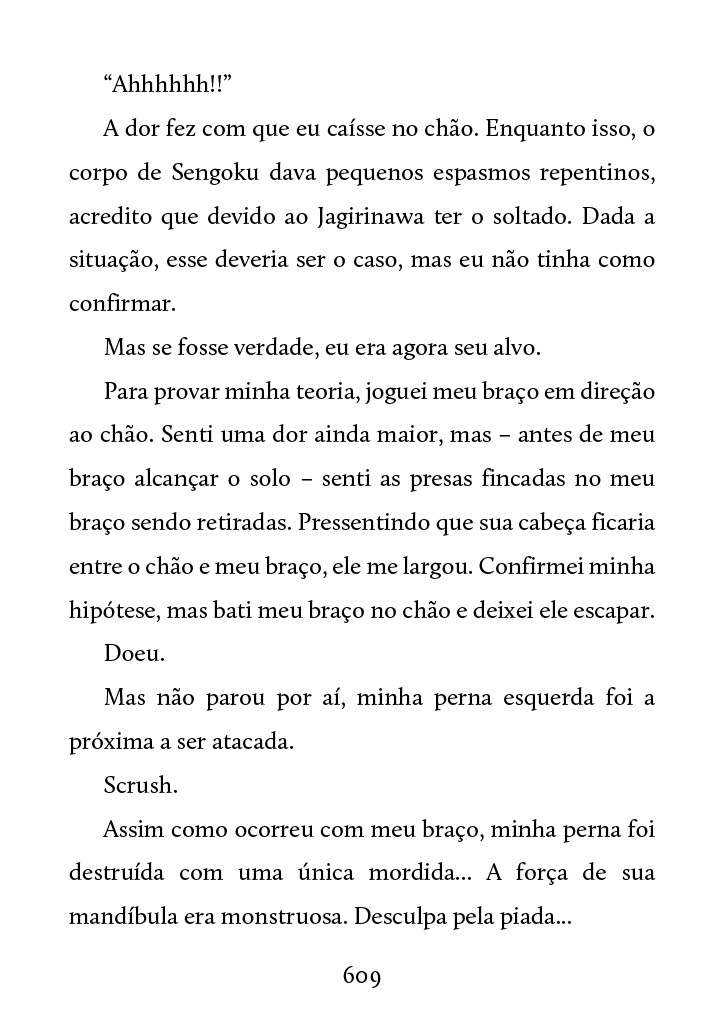 “Ahhhhhh!!”
A dor fez com que eu caísse no chão. Enquanto isso, o
corpo de Sengoku dava pequenos espasmos repentinos,
acredito que devido ao Jagirinawa ter o soltado. Dada a
situação, esse deveria ser o caso, mas eu não tinha como
confirmar.
Mas se fosse verdade, eu era agora seu alvo.
Para provar minha teoria, joguei meu braço em direção
ao chão. Senti uma dor ainda maior, mas – antes de meu
braço alcançar o solo – senti as presas fincadas no meu
braço sendo retiradas. Pressentindo que sua cabeça ficaria
entre o chão e meu braço, ele me largou. Confirmei minha
hipótese, mas bati meu braço no chão e deixei ele escapar.
Doeu.
Mas não parou por aí, minha perna esquerda foi a
próxima a ser atacada.
Scrush.
Assim como ocorreu com meu braço, minha perna foi
destruída com uma única mordida... A força de sua
mandíbula era monstruosa. Desculpa pela piada...
609